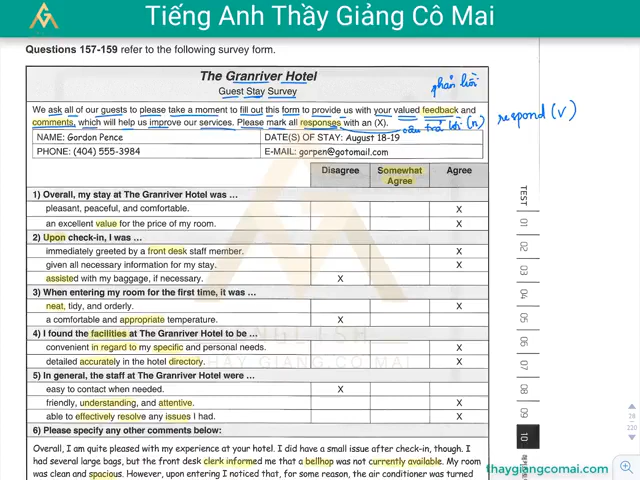 Tiếng Anh Thầy Giảng Cô Mai
Questions 157-159 refer to the following survey form.
The Granriver Hotel
Guest Stay Survey
phản hồi
We ask all of our guests to please take a moment to fill out this form to provide us with your valued feedback and
comments, which will help us improve our services. Please mark all responses with an (X).
câu trả lời (n)
respond (v)
NAME: Gordon Pence
DATE(S) OF STAY: August 18-19
PHONE: (404) 555-3984
E-MAIL: gorpen@gotomail.com
Disagree
Somewhat Agree
Agree
1) Overall, my stay at The Granriver Hotel was ...
pleasant, peaceful, and comfortable. X
an excellent value for the price of my room. X
2) Upon check-in, I was ...
immediately greeted by a front desk staff member. X
given all necessary information for my stay. X
assisted with my baggage, if necessary. X
3) When entering my room for the first time, it was ...
neat, tidy, and orderly. X
a comfortable and appropriate temperature. X
4) I found the facilities at The Granriver Hotel to be ...
convenient in regard to my specific and personal needs. X
detailed accurately in the hotel directory. X
5) In general, the staff at The Granriver Hotel were ...
easy to contact when needed. X
friendly, understanding, and attentive. X
able to effectively resolve any issues I had. X
6) Please specify any other comments below:
Overall, I am quite pleased with my experience at your hotel. I did have a small issue after check-in, though. I
had several large bags, but the front desk clerk informed me that a bellhop was not currently available. My room
was clean and spacious. However, upon entering I noticed that, for some reason, the air conditioner was turned
TEST
01
02
03
04
05
06
07
08
09
10
28
220
THAY GIANG CO MAI
thaygiangcomai.com